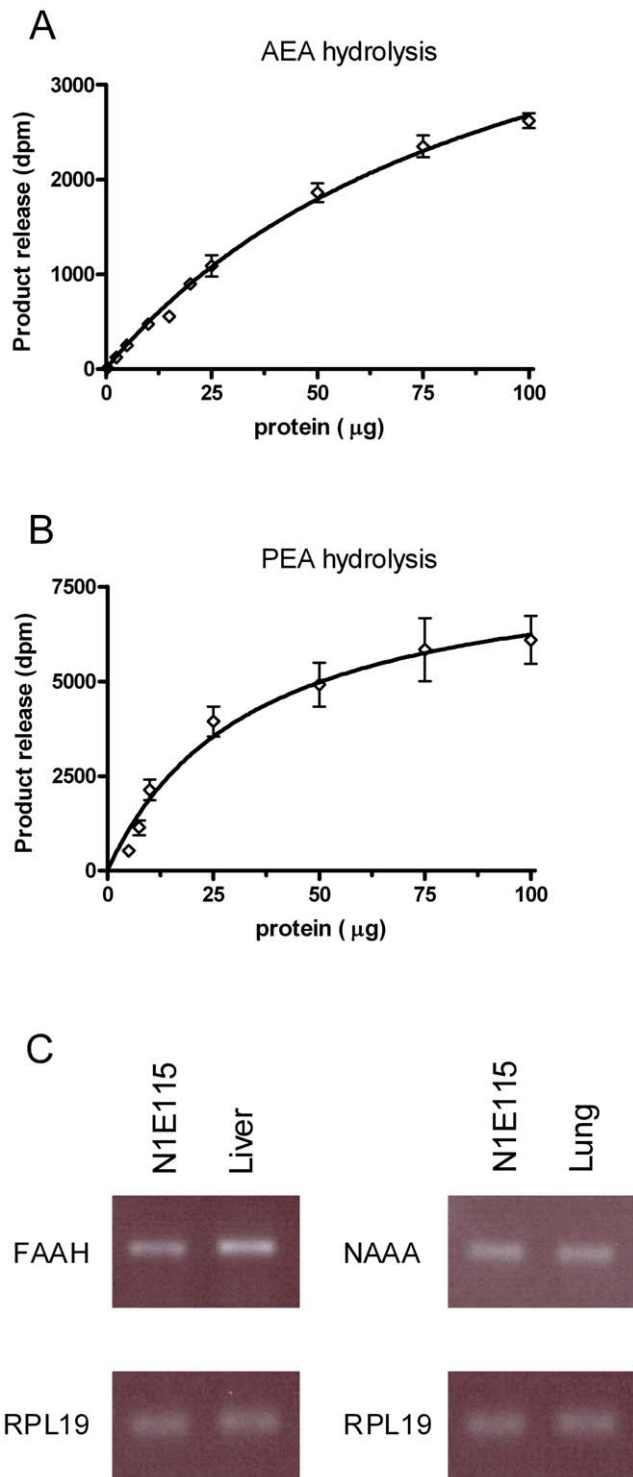 A
AEA hydrolysis
Product release (dpm)
3000
2000
1000
0
0 25 50 75 100
protein ( μg)
B
PEA hydrolysis
Product release (dpm)
7500
5000
2500
0
0 25 50 75 100
protein ( μg)
C
N1E115 Liver
N1E115 Lung
FAAH
NAAA
RPL19
RPL19